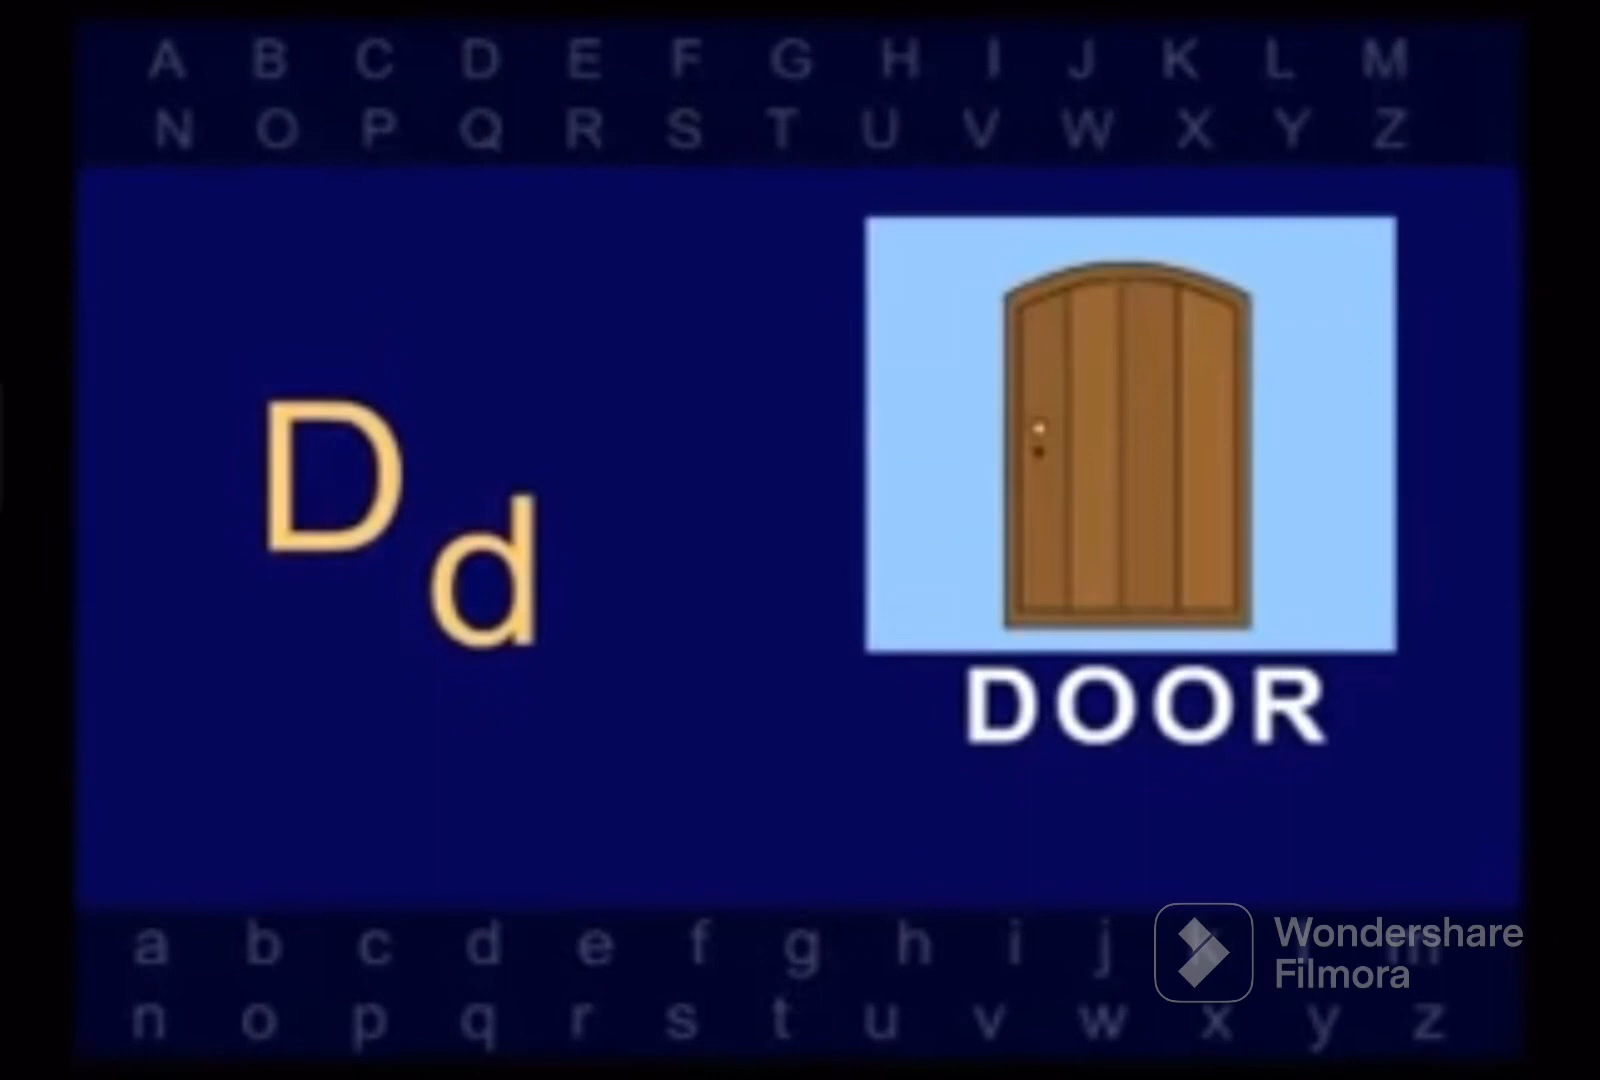 A B C D E F G H I J K L M
N O P Q R S T U V W X Y Z
D d
DOOR
a b c d e f g h i j k l m
n o p q r s t u v w x y z
Wondershare
Filmora